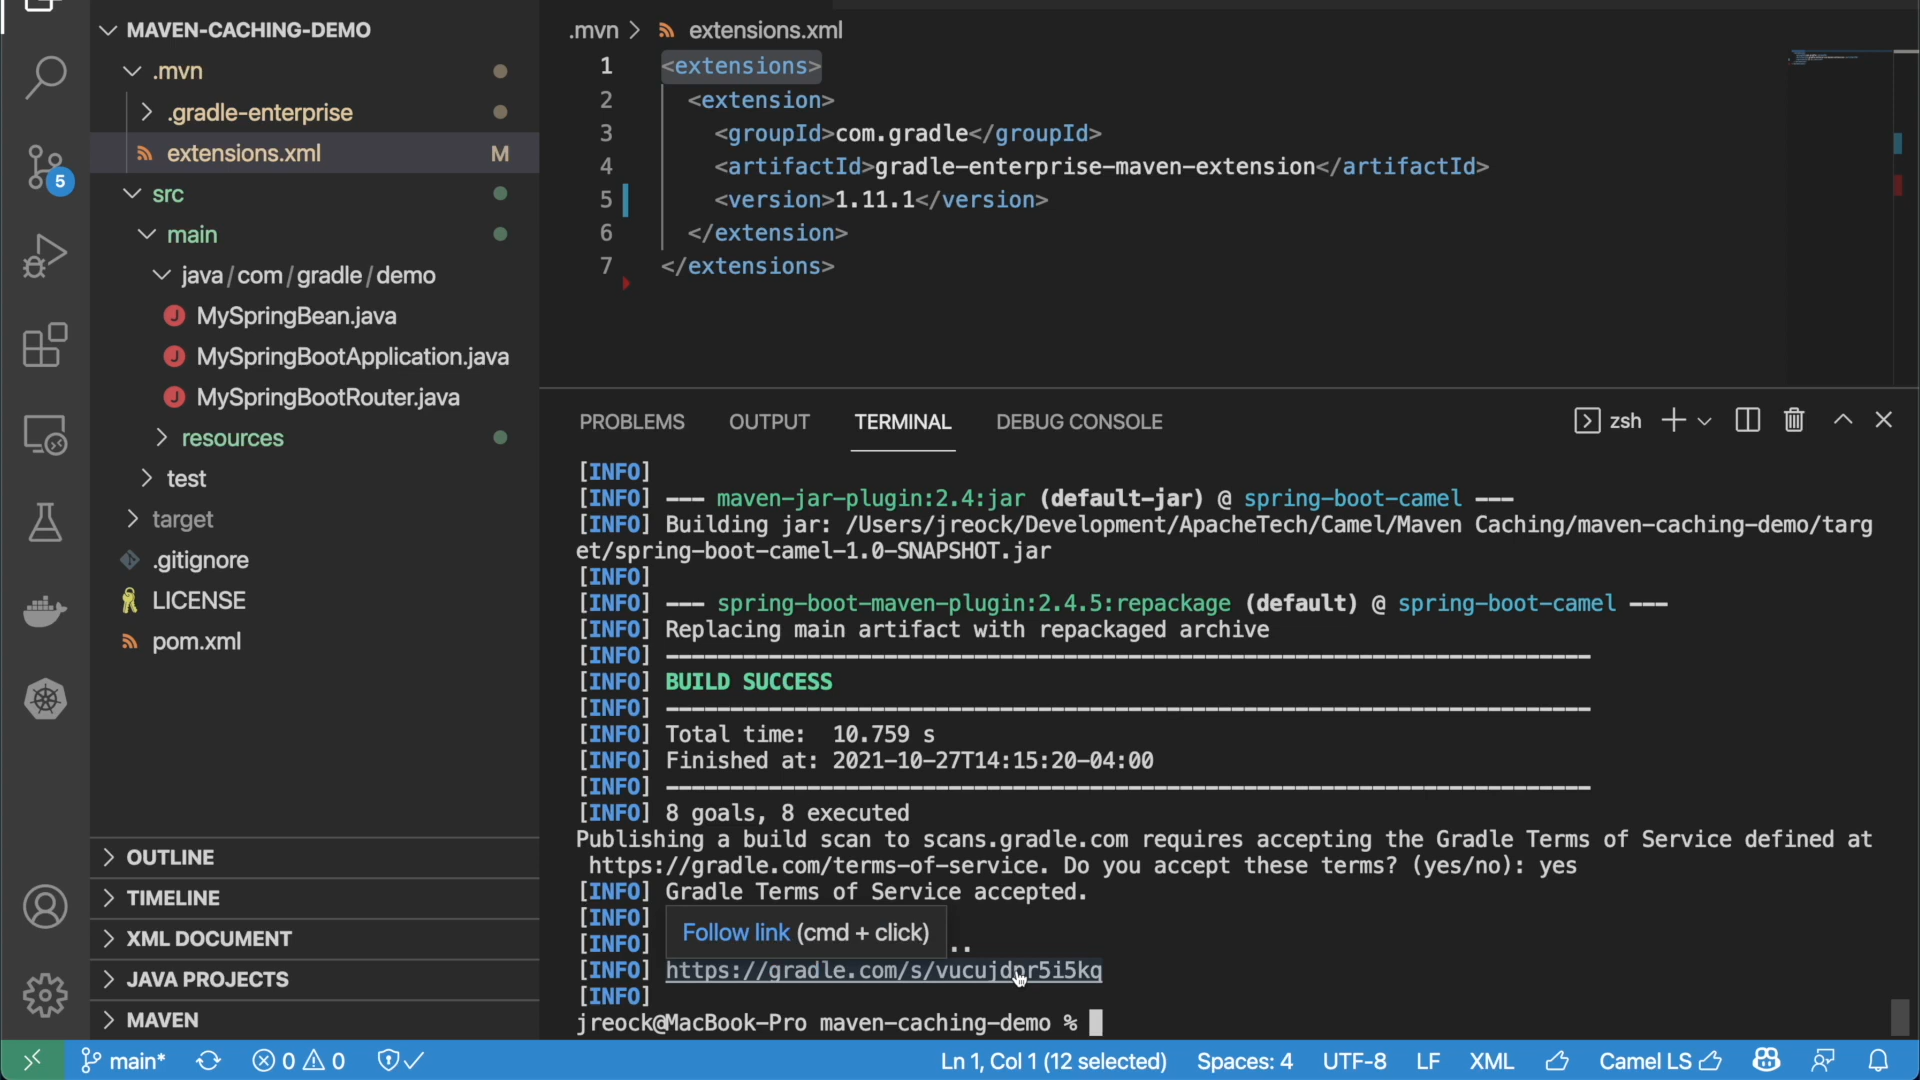 MAVEN-CACHING-DEMO
.mvn
.gradle-enterprise
extensions.xml M
src
main
java/com/gradle/demo
MySpringBean.java
MySpringBootApplication.java
MySpringBootRouter.java
resources
test
target
.gitignore
LICENSE
pom.xml
OUTLINE
TIMELINE
XML DOCUMENT
JAVA PROJECTS
MAVEN
5
.mvn > extensions.xml
1 <extensions>
2 <extension>
3 <groupId>com.gradle</groupId>
4 <artifactId>gradle-enterprise-maven-extension</artifactId>
5 <version>1.11.1</version>
6 </extension>
7 </extensions>
PROBLEMS OUTPUT TERMINAL DEBUG CONSOLE zsh
[INFO]
[INFO] --- maven-jar-plugin:2.4:jar (default-jar) @ spring-boot-camel ---
[INFO] Building jar: /Users/jreock/Development/ApacheTech/Camel/Maven Caching/maven-caching-demo/targ
et/spring-boot-camel-1.0-SNAPSHOT.jar
[INFO]
[INFO] --- spring-boot-maven-plugin:2.4.5:repackage (default) @ spring-boot-camel ---
[INFO] Replacing main artifact with repackaged archive
[INFO] ------------------------------------------------------------------------
[INFO] BUILD SUCCESS
[INFO] ------------------------------------------------------------------------
[INFO] Total time:  10.759 s
[INFO] Finished at: 2021-10-27T14:15:20-04:00
[INFO] ------------------------------------------------------------------------
[INFO] 8 goals, 8 executed
Publishing a build scan to scans.gradle.com requires accepting the Gradle Terms of Service defined at
https://gradle.com/terms-of-service. Do you accept these terms? (yes/no): yes
[INFO] Gradle Terms of Service accepted.
[INFO]
Follow link (cmd + click)
[INFO] ..
[INFO] https://gradle.com/s/vucujdpr5i5kq
[INFO]
jreock@MacBook-Pro maven-caching-demo %
main* 0 0 Ln 1, Col 1 (12 selected) Spaces: 4 UTF-8 LF XML Camel LS